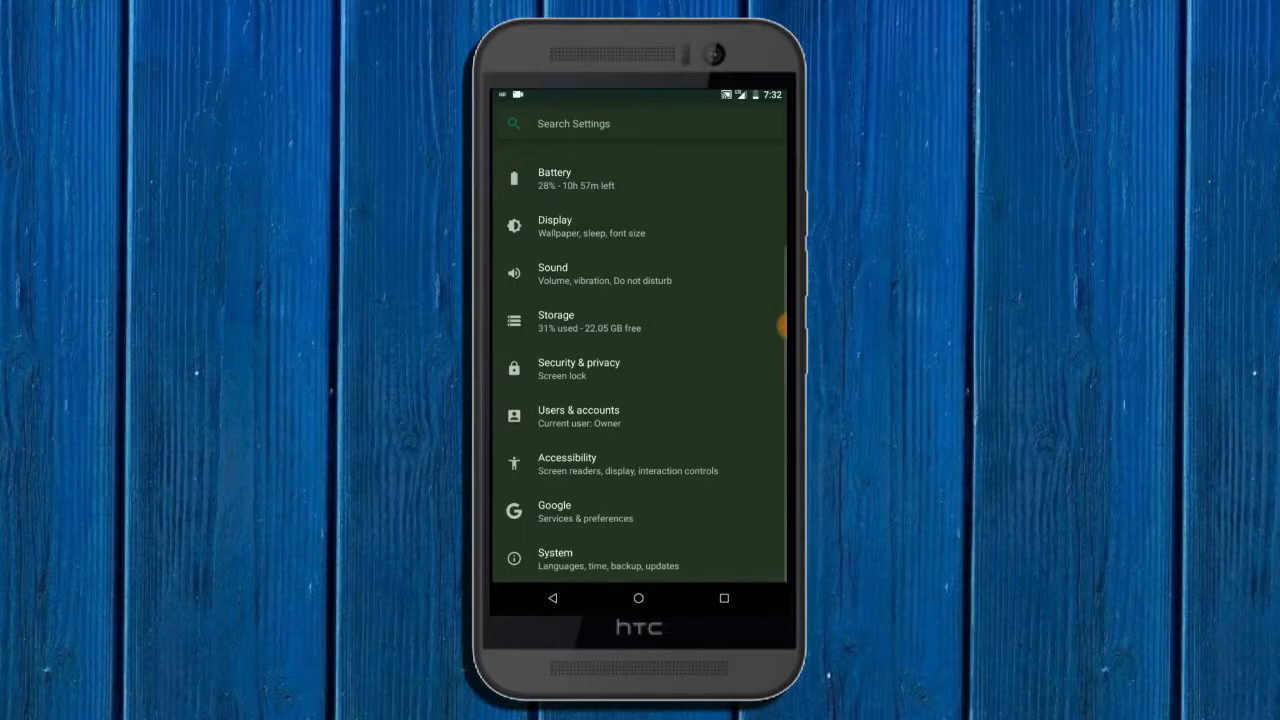 HD 7:32
Search Settings
Battery
28% - 10h 57m left
Display
Wallpaper, sleep, font size
Sound
Volume, vibration, Do not disturb
Storage
31% used - 22.05 GB free
Security & privacy
Screen lock
Users & accounts
Current user: Owner
Accessibility
Screen readers, display, interaction controls
Google
Services & preferences
System
Languages, time, backup, updates
hTC